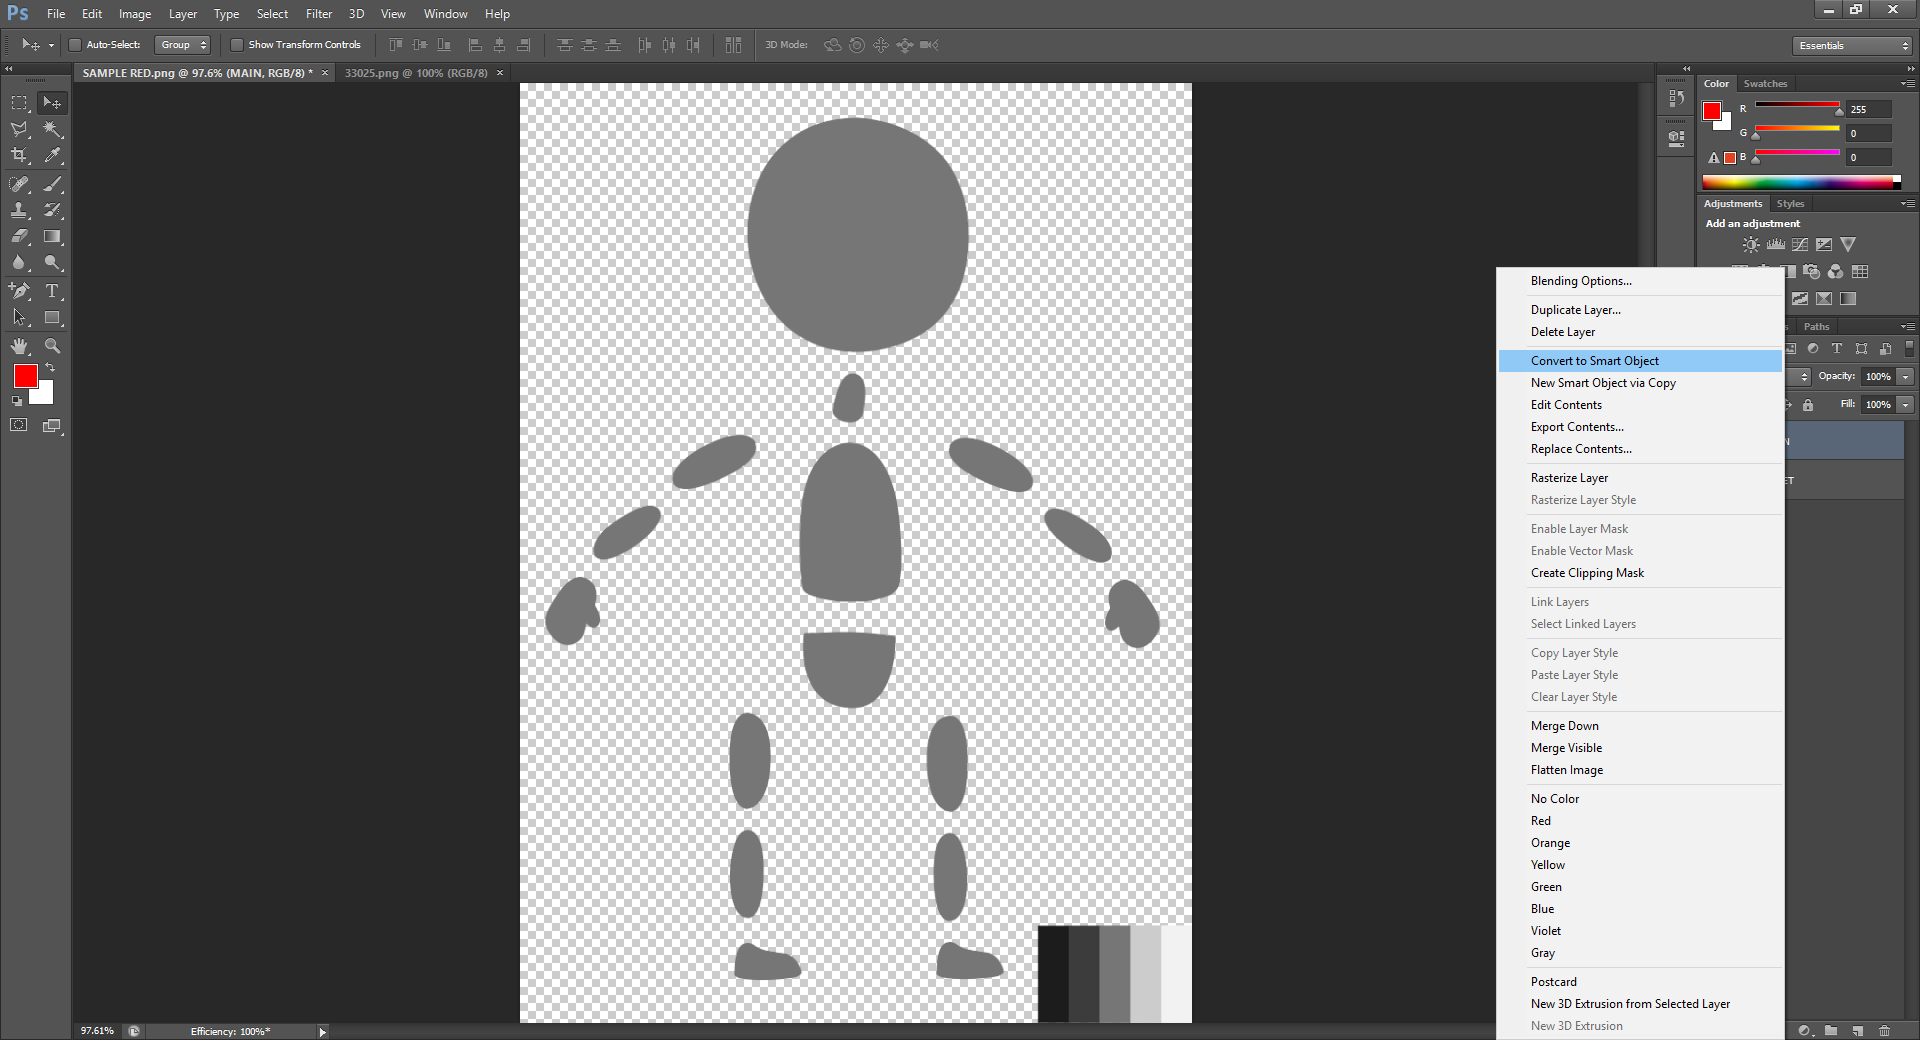 Ps File Edit Image Layer Type Select Filter 3D View Window Help
Auto-Select: Group Show Transform Controls 3D Mode: Essentials
SAMPLE RED.png @ 97.6% (MAIN, RGB/8) * × 33025.png @ 100% (RGB/8) ×
Color Swatches
R 255
G 0
B 0
Adjustments Styles
Add an adjustment
Paths
Opacity: 100%
Fill: 100%
N
ET
Blending Options...
Duplicate Layer...
Delete Layer
Convert to Smart Object
New Smart Object via Copy
Edit Contents
Export Contents...
Replace Contents...
Rasterize Layer
Rasterize Layer Style
Enable Layer Mask
Enable Vector Mask
Create Clipping Mask
Link Layers
Select Linked Layers
Copy Layer Style
Paste Layer Style
Clear Layer Style
Merge Down
Merge Visible
Flatten Image
No Color
Red
Orange
Yellow
Green
Blue
Violet
Gray
Postcard
New 3D Extrusion from Selected Layer
New 3D Extrusion
97.61% Efficiency: 100%*